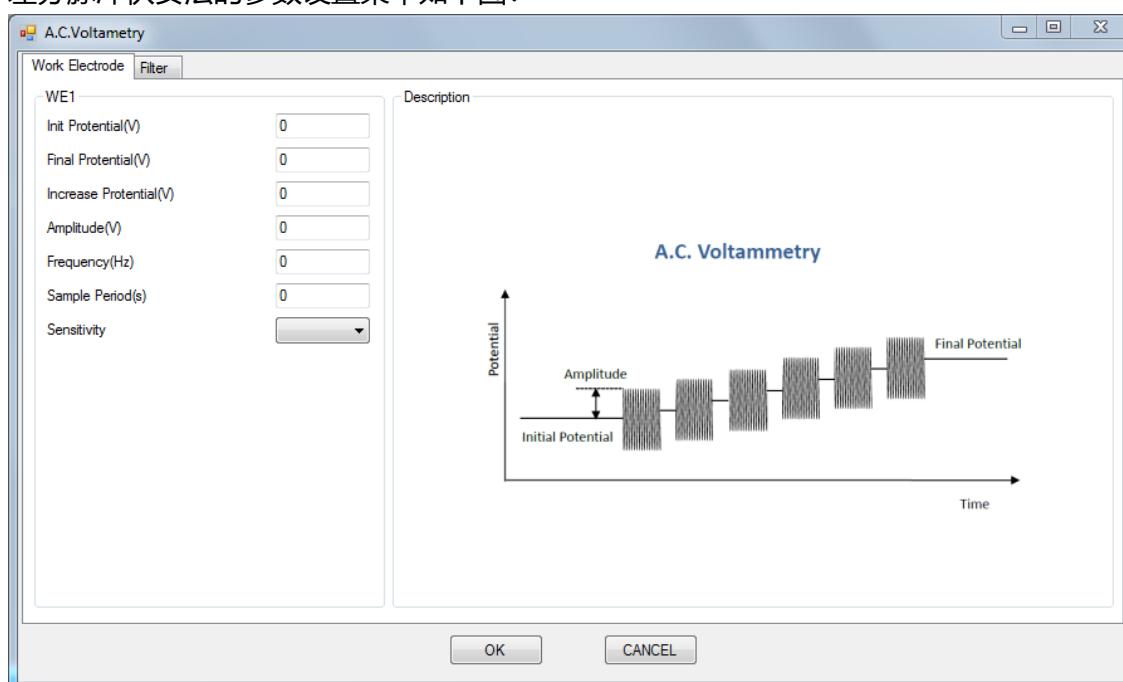 A.C.Voltametry
Work Electrode Filter
WE1
Init Protential(V) 0
Final Protential(V) 0
Increase Protential(V) 0
Amplitude(V) 0
Frequency(Hz) 0
Sample Period(s) 0
Sensitivity
Description
A.C. Voltammetry
Potential
Amplitude
Initial Potential
Final Potential
Time
OK CANCEL